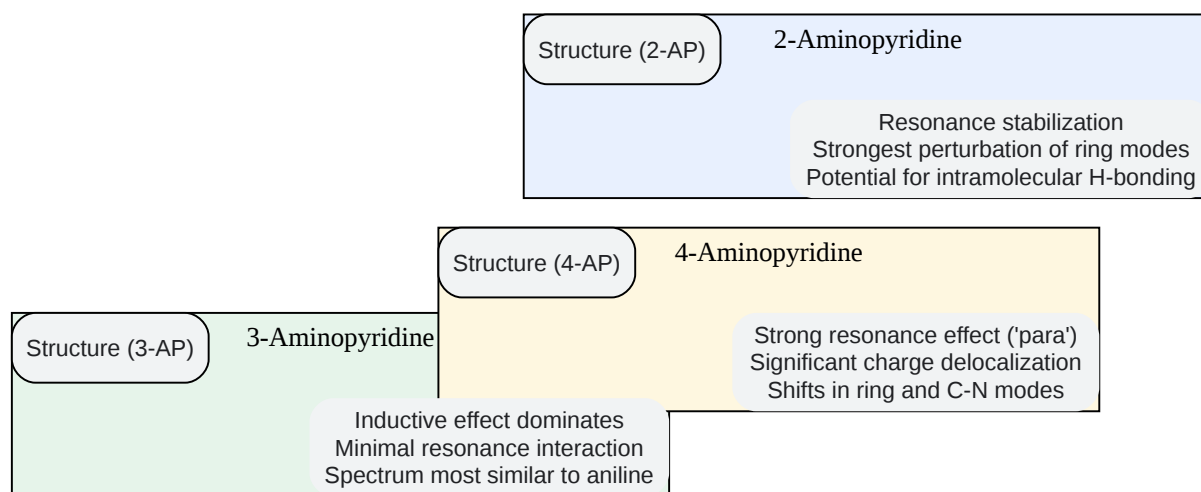 Structure (2-AP)
2-Aminopyridine
Resonance stabilization
Strongest perturbation of ring modes
Potential for intramolecular H-bonding
Structure (4-AP)
4-Aminopyridine
Strong resonance effect ('para')
Significant charge delocalization
Shifts in ring and C-N modes
Structure (3-AP)
3-Aminopyridine
Inductive effect dominates
Minimal resonance interaction
Spectrum most similar to aniline